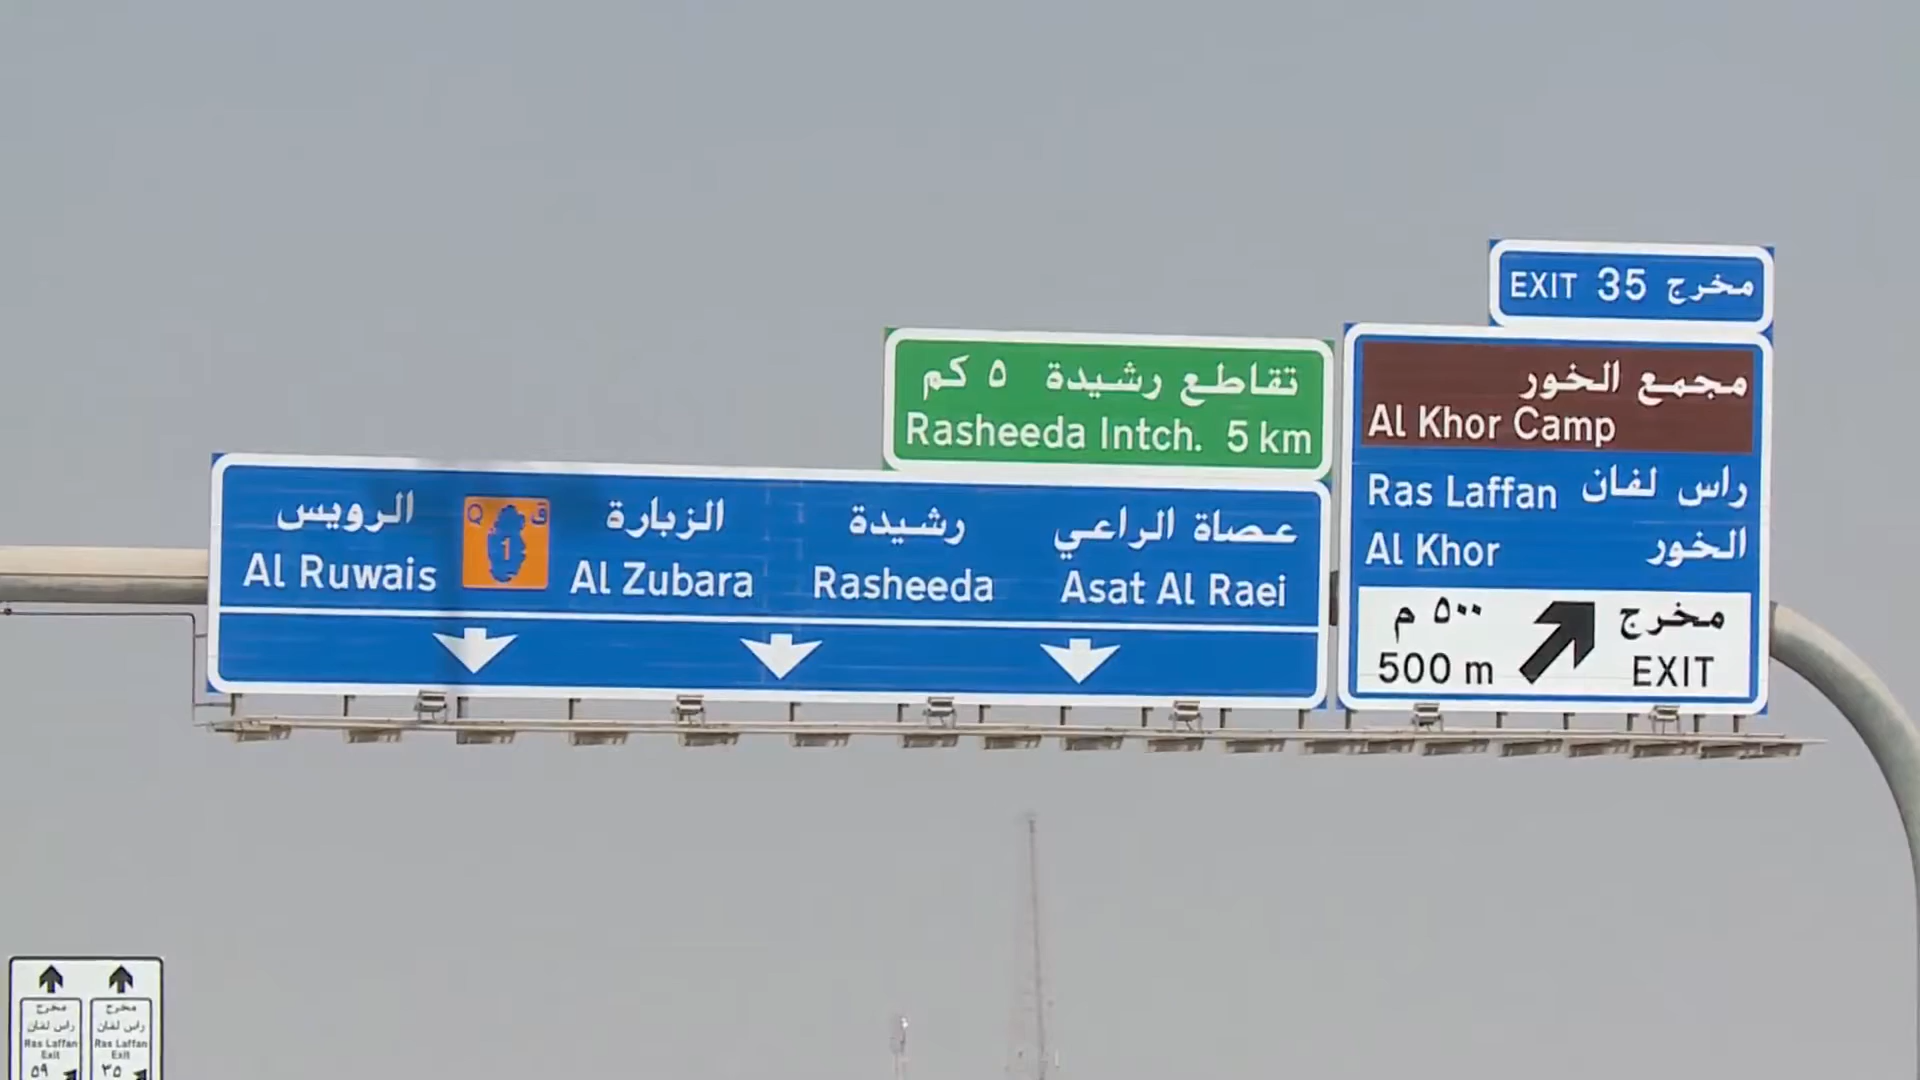 EXIT 35 مخرج
تقاطع رشيدة ٥ كم
Rasheeda Intch. 5 km
مجمع الخور
Al Khor Camp
Ras Laffan راس لفان
Al Khor الخور
٥٠٠ م مخرج
500 m EXIT
الرويس
Al Ruwais
Q 1 ق
الزبارة
Al Zubara
رشيدة
Rasheeda
عصاة الراعي
Asat Al Raei
مخرج
راس لفان
Ras Laffan
Exit
٥٩
مخرج
راس لفان
Ras Laffan
Exit
٣٥